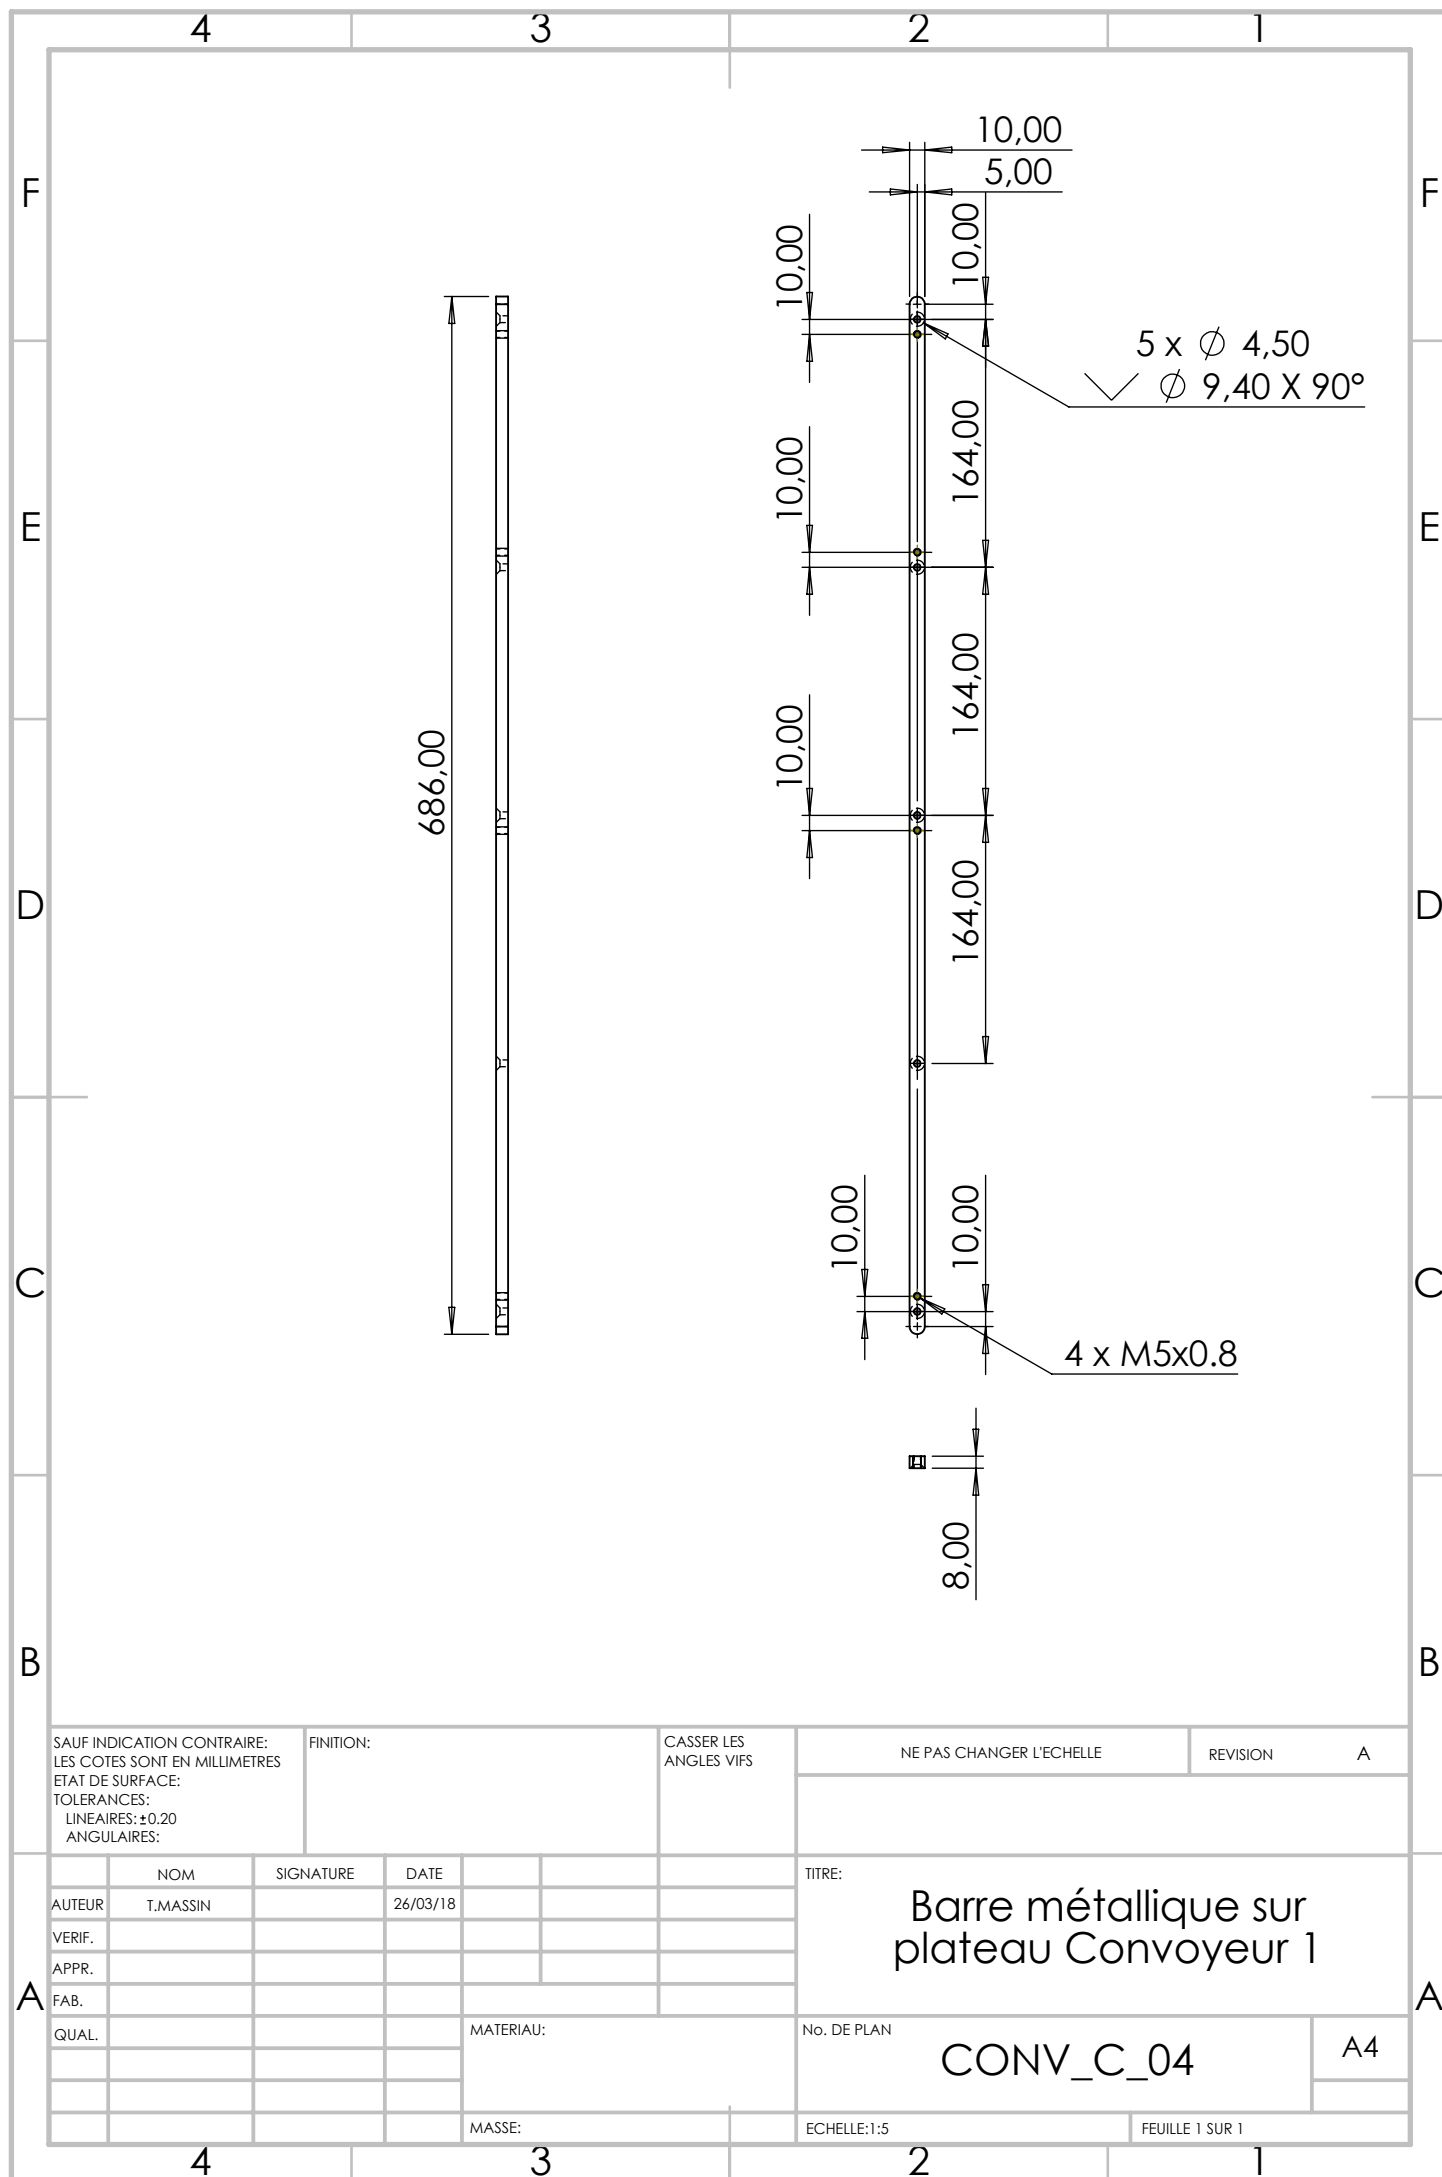 4 3 2 1
10,00
5,00
F F
10,00
10,00
5 x ∅ 4,50
∅ 9,40 X 90°
164,00
10,00
E E
164,00
10,00
686,00
164,00
D D
10,00
10,00
C C
4 x M5x0.8
8,00
B B
SAUF INDICATION CONTRAIRE:
LES COTES SONT EN MILLIMETRES
ETAT DE SURFACE:
TOLERANCES:
LINEAIRES: ±0.20
ANGULAIRES:
FINITION:
CASSER LES
ANGLES VIFS
NE PAS CHANGER L'ECHELLE
REVISION A
NOM SIGNATURE DATE
AUTEUR T.MASSIN 26/03/18
VERIF.
APPR.
FAB.
QUAL.
TITRE:
Barre métallique sur
plateau Convoyeur 1
A A
MATERIAU:
No. DE PLAN
CONV_C_04
A4
MASSE:
ECHELLE:1:5
FEUILLE 1 SUR 1
4 3 2 1